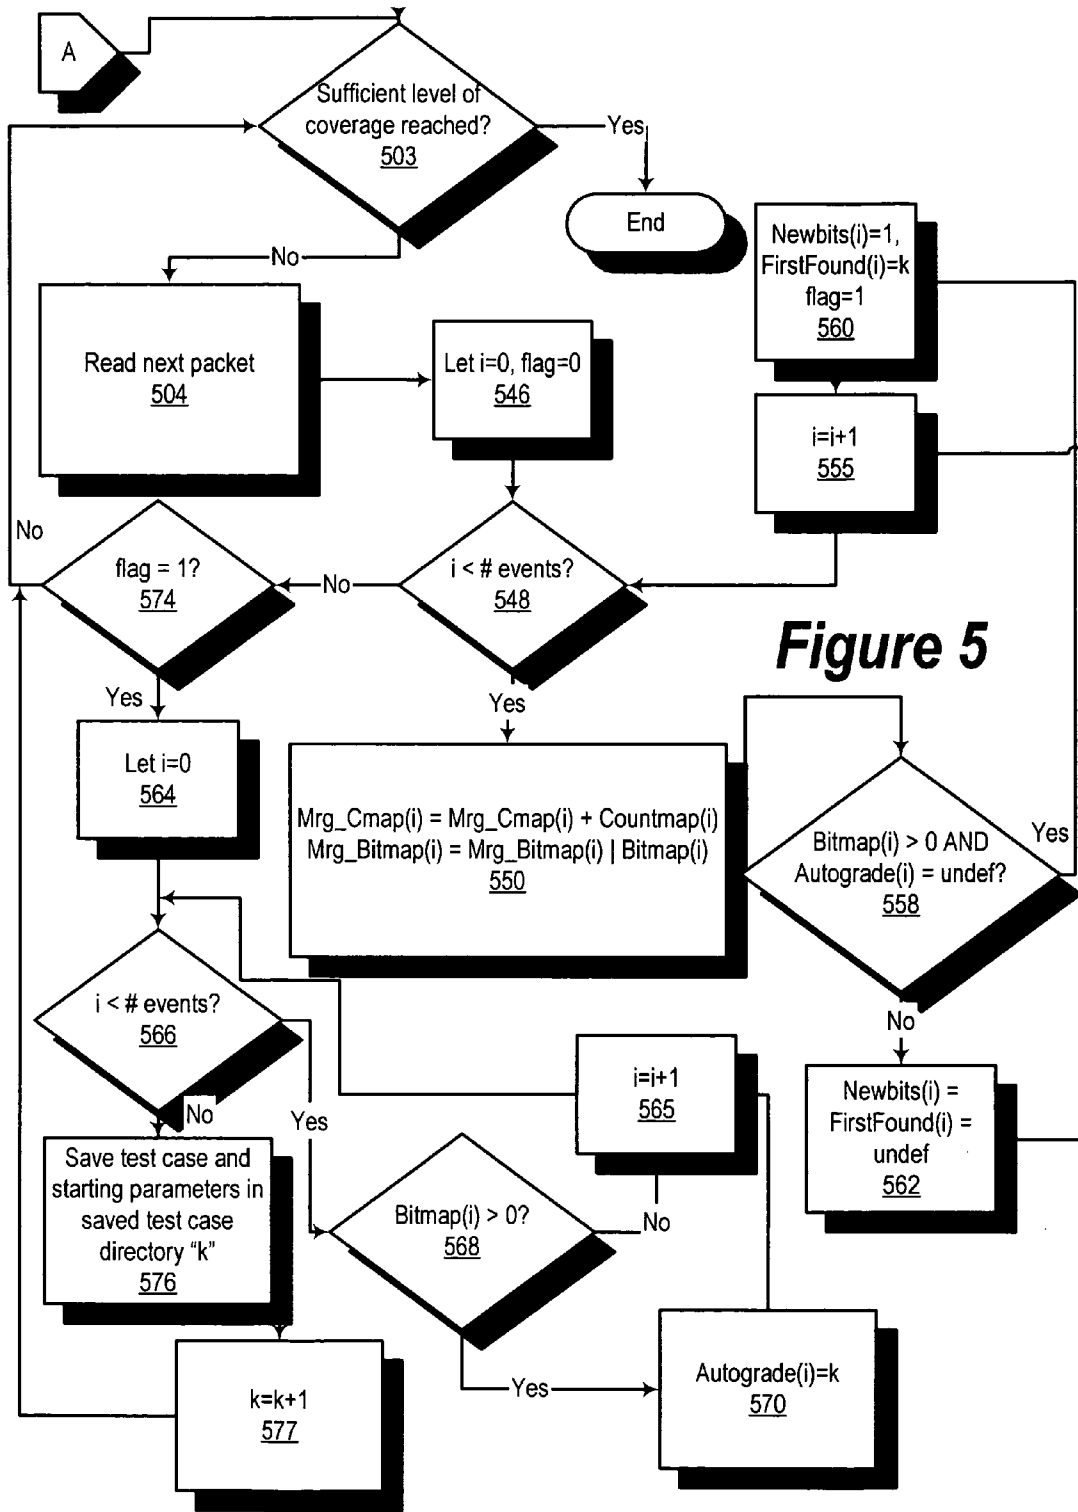 A
Sufficient level of
coverage reached?
503
Yes
End
No
Newbits(i)=1,
FirstFound(i)=k
flag=1
560
Read next packet
504
Let i=0, flag=0
546
i=i+1
555
No
flag = 1?
574
No
i < # events?
548
Figure 5
Yes
Yes
Let i=0
564
Mrg_Cmap(i) = Mrg_Cmap(i) + Countmap(i)
Mrg_Bitmap(i) = Mrg_Bitmap(i) | Bitmap(i)
550
Bitmap(i) > 0 AND
Autograde(i) = undef?
558
Yes
No
i < # events?
566
No
Yes
i=i+1
565
Newbits(i) =
FirstFound(i) =
undef
562
Save test case and
starting parameters in
saved test case
directory “k”
576
Bitmap(i) > 0?
568
No
Yes
Autograde(i)=k
570
k=k+1
577